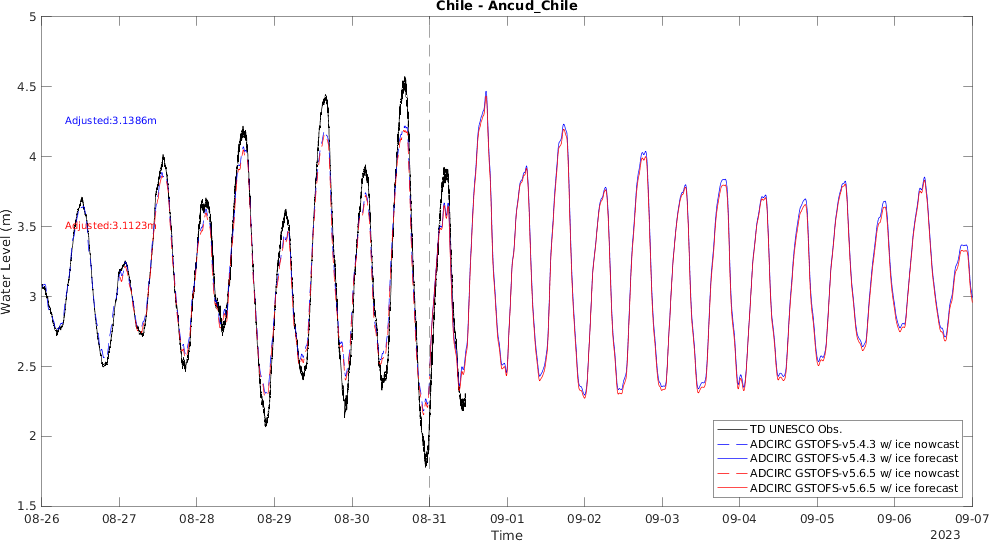 Chile - Ancud_Chile
5
4.5
4
3.5
3
2.5
2
1.5
Water Level (m)
Adjusted:3.1386m
Adjusted:3.1123m
TD UNESCO Obs.
ADCIRC GSTOFS-v5.4.3 w/ ice nowcast
ADCIRC GSTOFS-v5.4.3 w/ ice forecast
ADCIRC GSTOFS-v5.6.5 w/ ice nowcast
ADCIRC GSTOFS-v5.6.5 w/ ice forecast
08-26 08-27 08-28 08-29 08-30 08-31 09-01 09-02 09-03 09-04 09-05 09-06 09-07
Time
2023